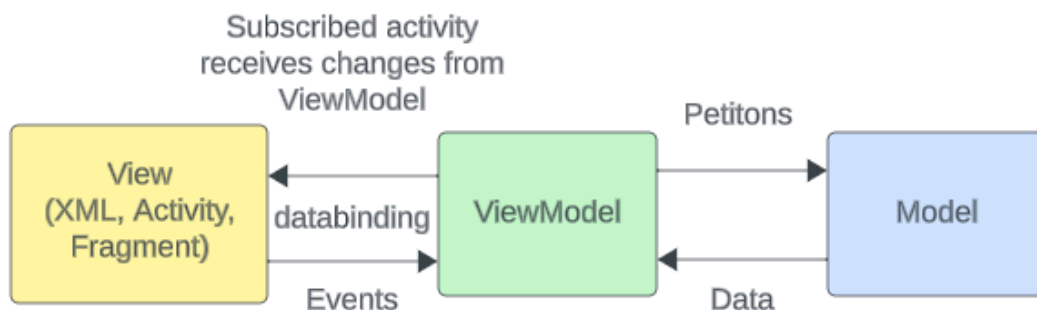 Subscribed activity
receives changes from
ViewModel
Petitons
View
(XML, Activity,
Fragment)
databinding
ViewModel
Model
Events
Data